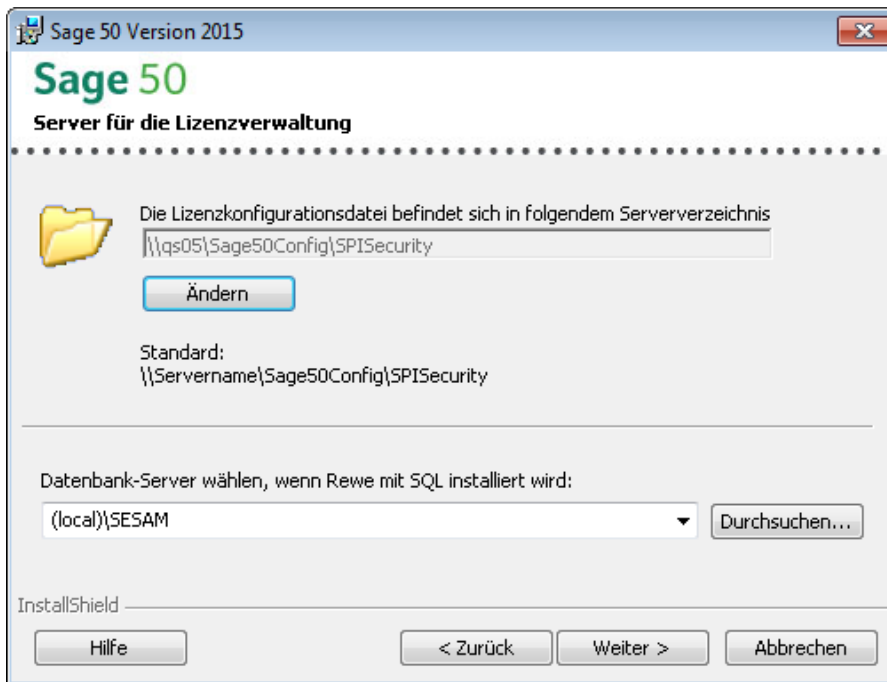 Sage 50 Version 2015
Sage 50
Server für die Lizenzverwaltung
Die Lizenzkonfigurationsdatei befindet sich in folgendem Serververzeichnis
\\qs05\Sage50Config\SPISecurity
Ändern
Standard:
\\Servername\Sage50Config\SPISecurity
Datenbank-Server wählen, wenn Rewe mit SQL installiert wird:
(local)\SESAM
Durchsuchen...
InstallShield
Hilfe
< Zurück
Weiter >
Abbrechen